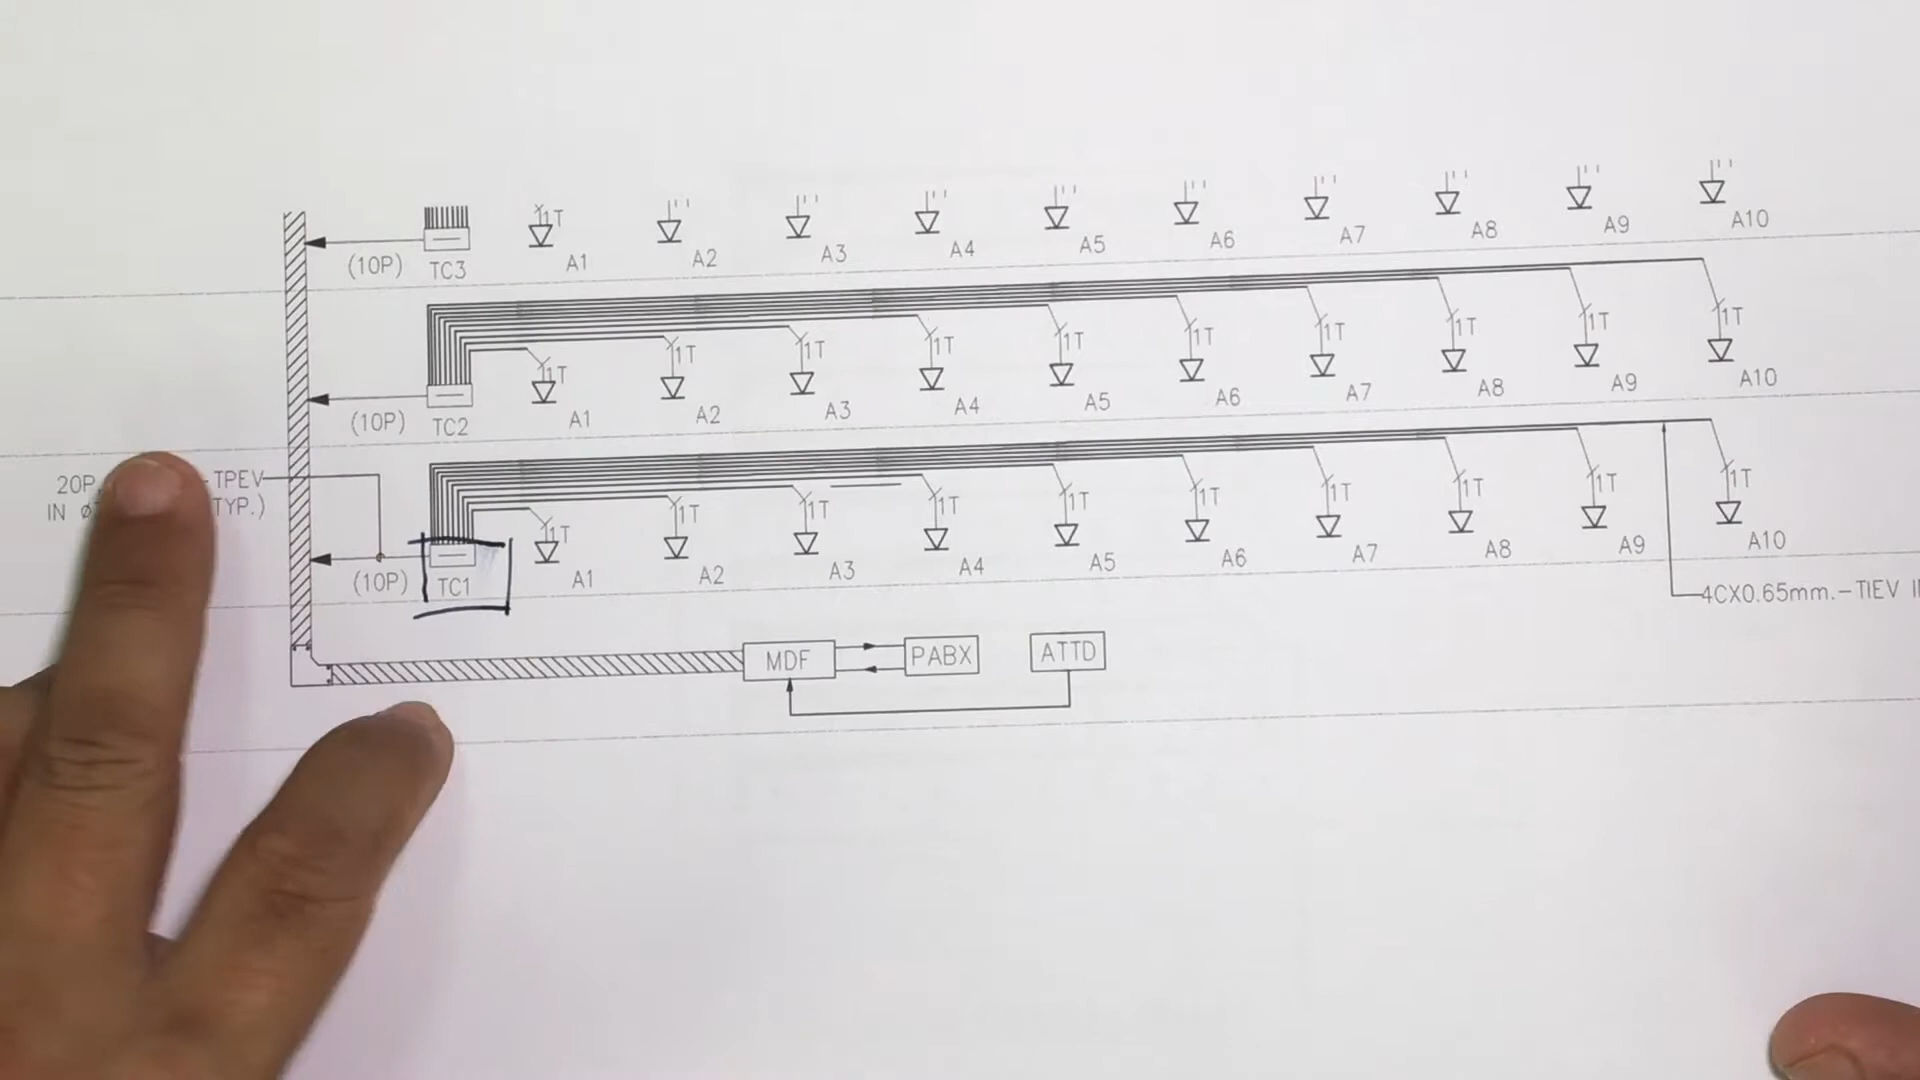 1T
A1 A2 A3 A4 A5 A6 A7 A8 A9 A10
(10P) TC3
1T 1T 1T 1T 1T 1T 1T 1T 1T 1T
A1 A2 A3 A4 A5 A6 A7 A8 A9 A10
(10P) TC2
20P TPEV
IN TYP.)
1T 1T 1T 1T 1T 1T 1T 1T 1T 1T
A1 A2 A3 A4 A5 A6 A7 A8 A9 A10
(10P) TC1
4CX0.65mm.-TIEV
MDF PABX ATTD